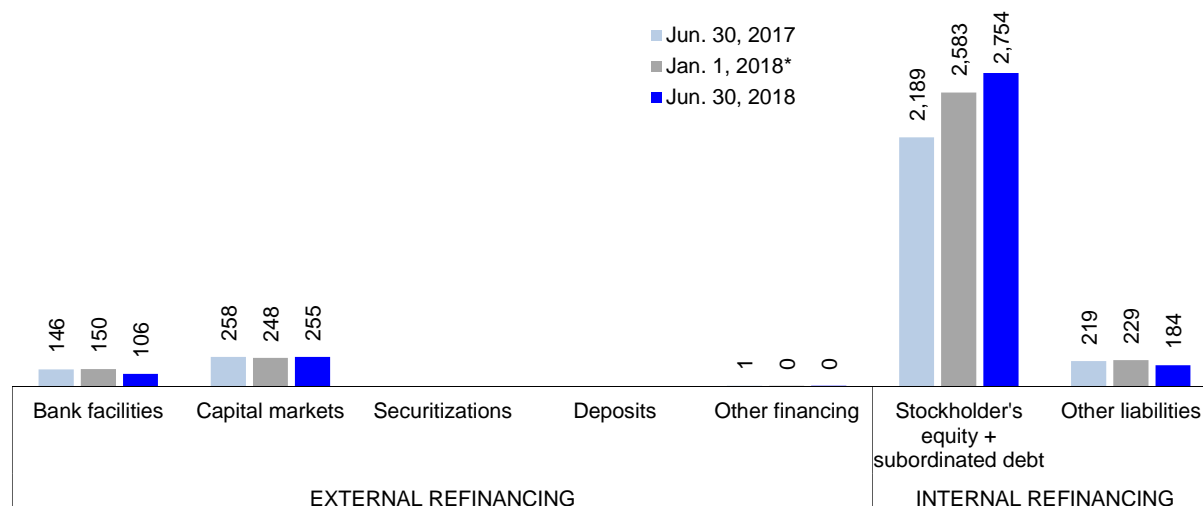 Jun. 30, 2017
Jan. 1, 2018*
Jun. 30, 2018
146
150
106
258
248
255
1
0
0
2,189
2,583
2,754
219
229
184
Bank facilities
Capital markets
Securitizations
Deposits
Other financing
Stockholder's
equity +
subordinated debt
Other liabilities
EXTERNAL REFINANCING
INTERNAL REFINANCING